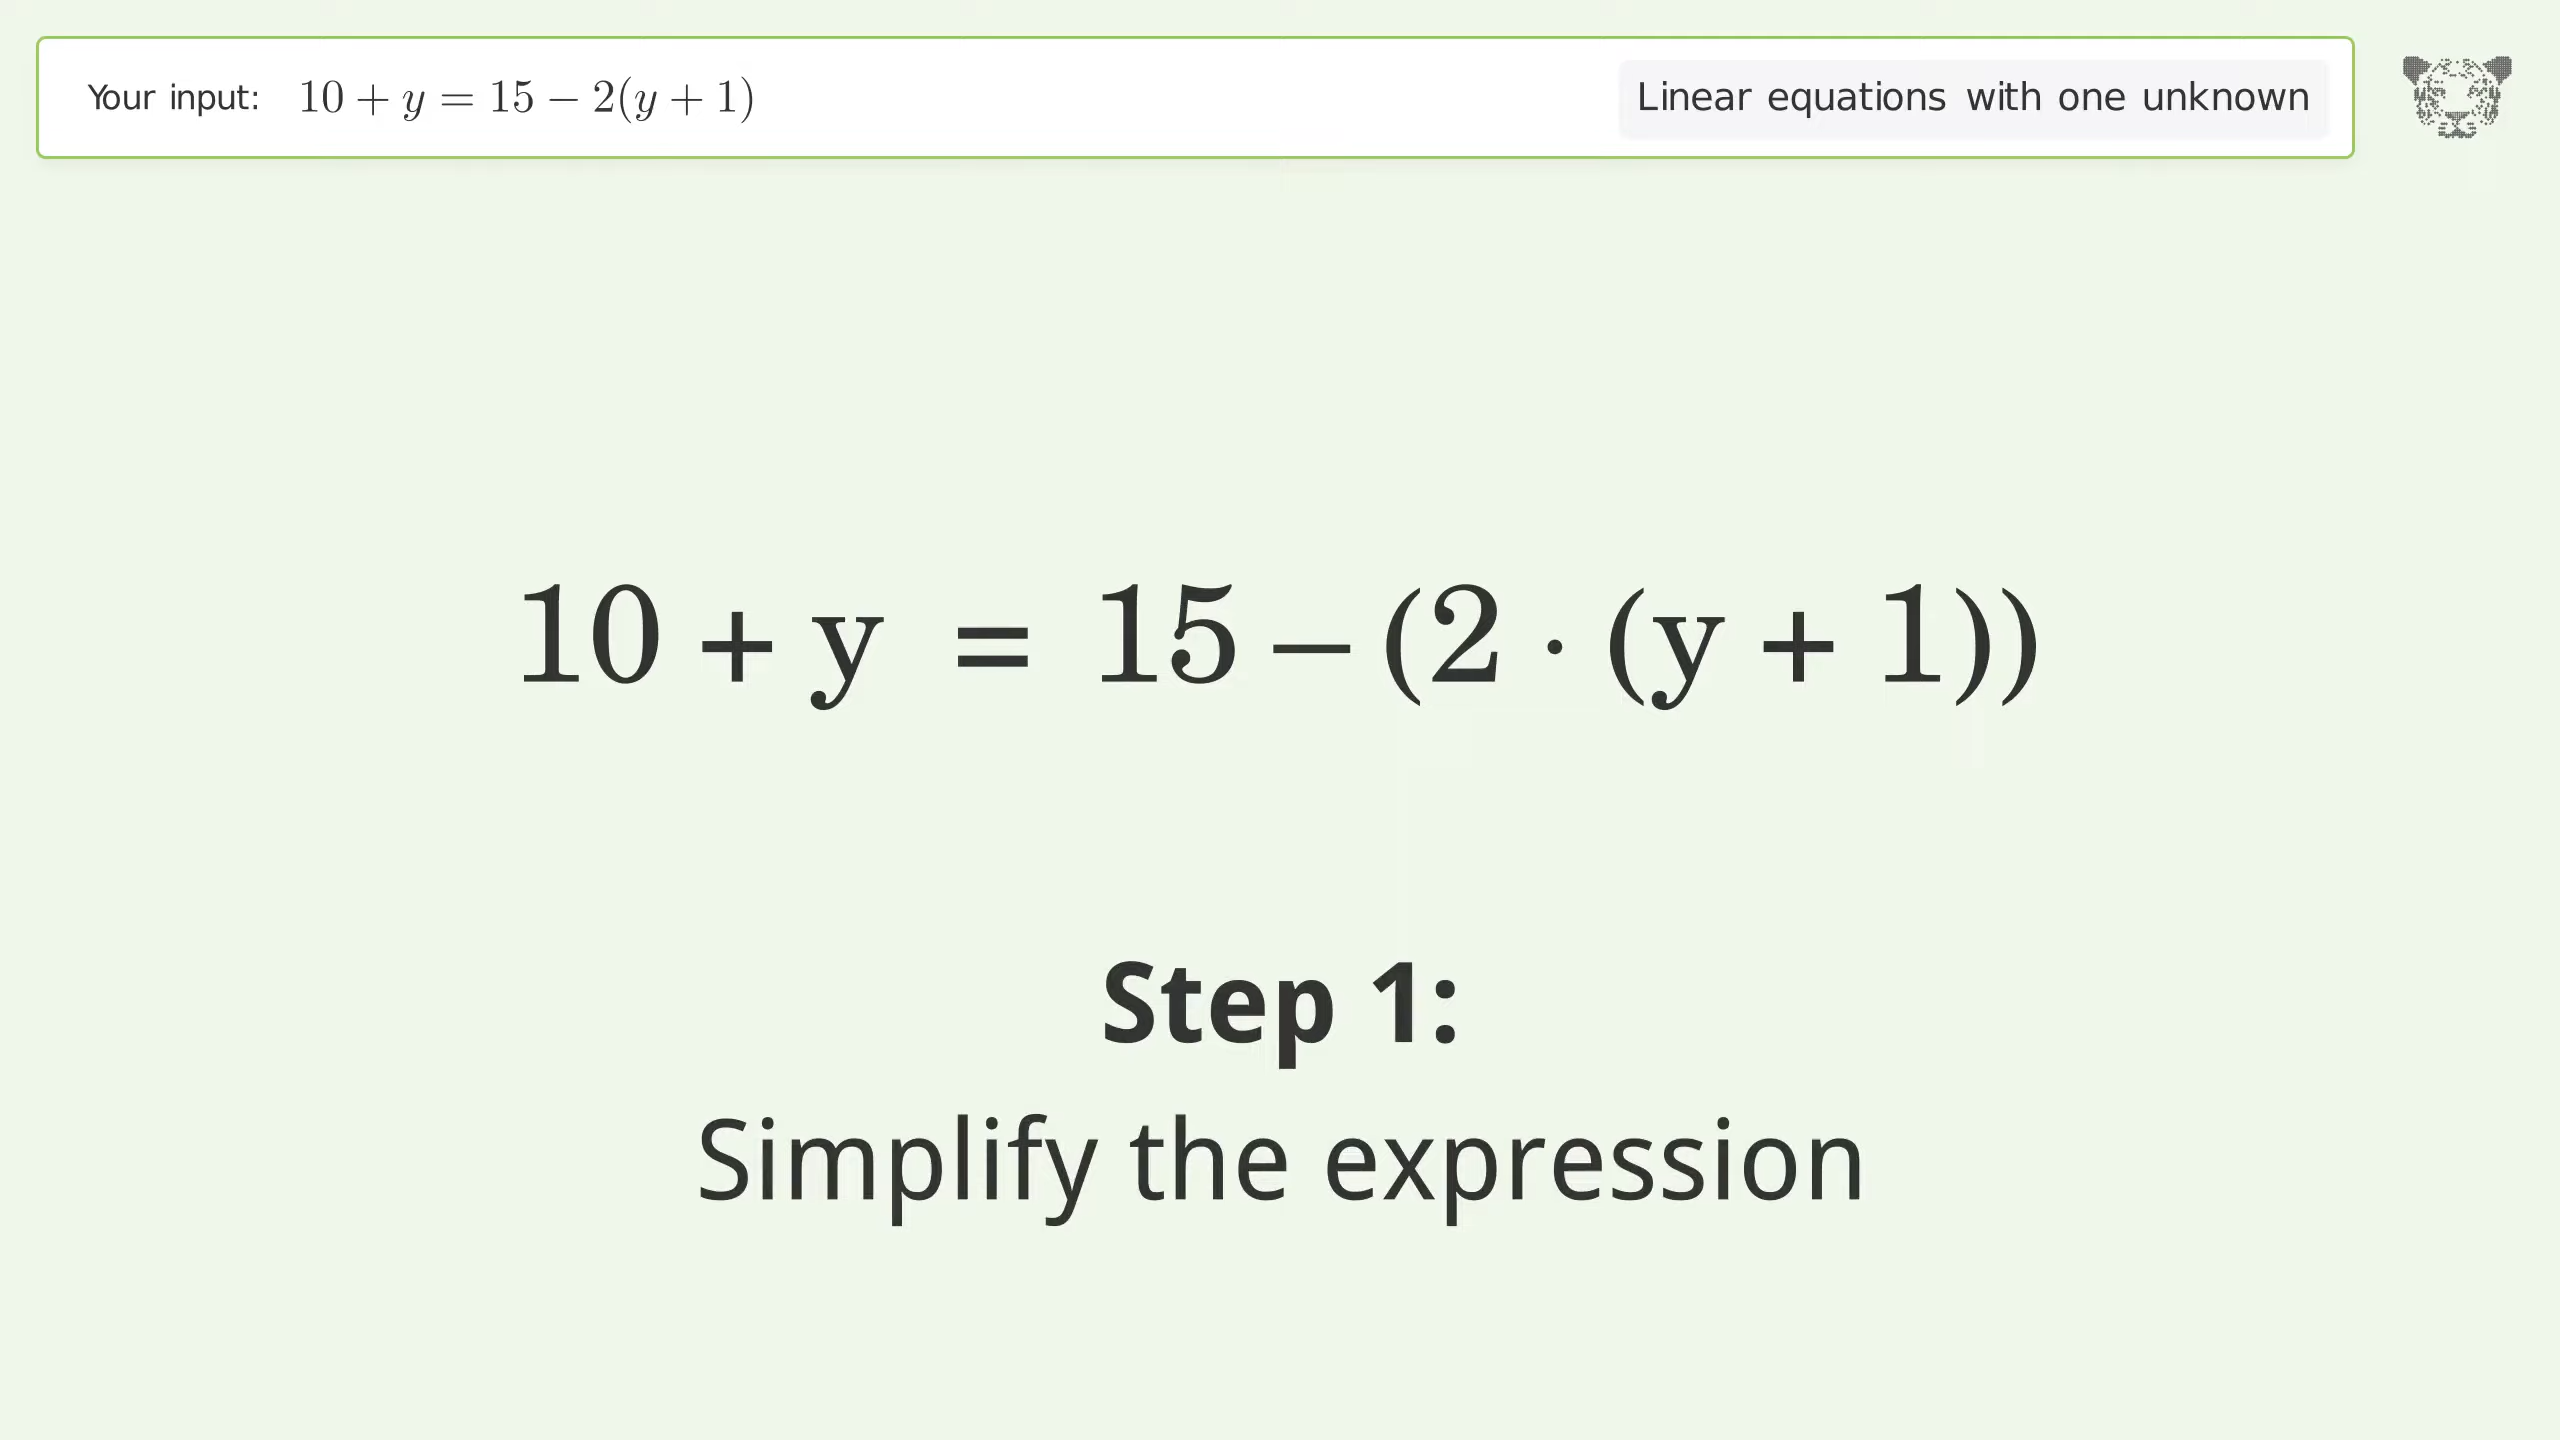 Your input: 10 + y = 15 − 2(y + 1)
Linear equations with one unknown
10 + y = 15 – (2 · (y + 1))
Step 1:
Simplify the expression